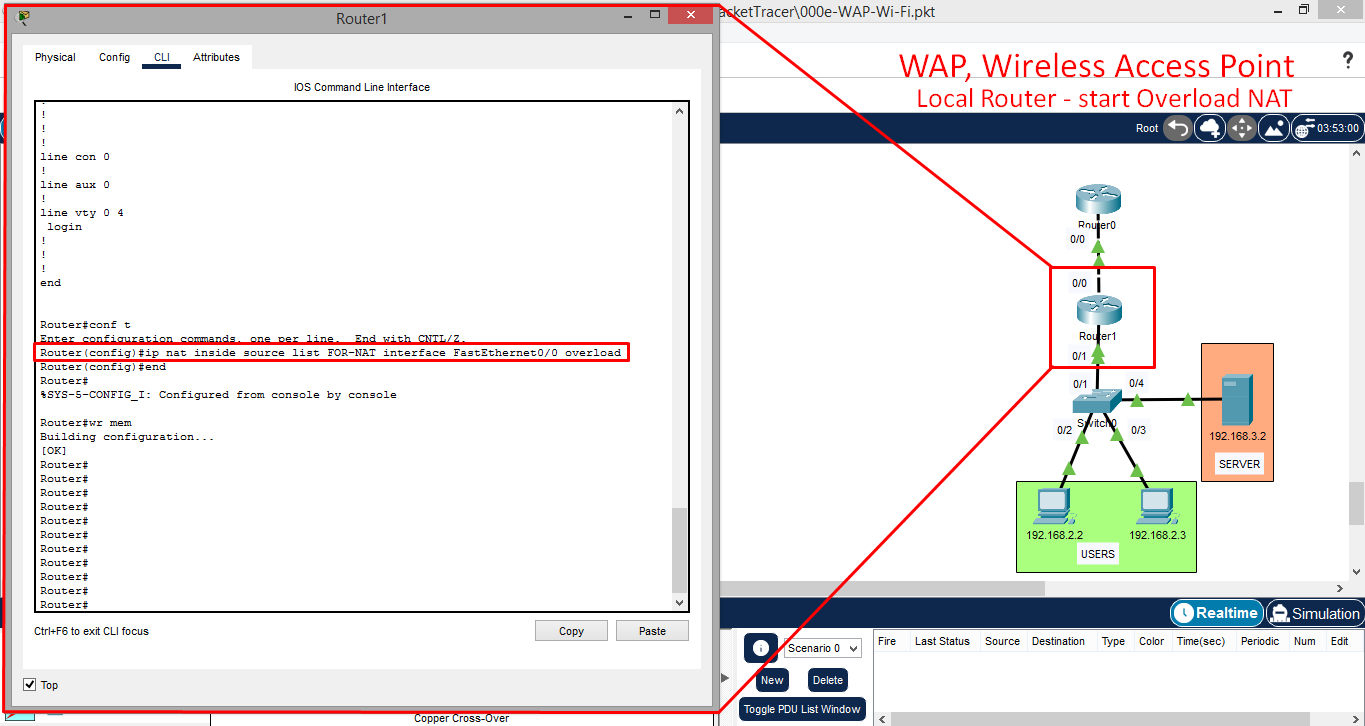 Router1
acketTracer\000e-WAP-Wi-Fi.pkt
Physical Config CLI Attributes
IOS Command Line Interface
!
!
!
!
line con 0
!
line aux 0
!
line vty 0 4
login
!
!
!
end
Router#conf t
Enter configuration commands, one per line. End with CNTL/Z.
Router(config)#ip nat inside source list FOR-NAT interface FastEthernet0/0 overload
Router(config)#end
Router#
%SYS-5-CONFIG_I: Configured from console by console
Router#wr mem
Building configuration...
[OK]
Router#
Router#
Router#
Router#
Router#
Router#
Router#
Router#
Router#
Router#
Router#
Ctrl+F6 to exit CLI focus
Copy Paste
Top
Copper Cross-Over
WAP, Wireless Access Point
Local Router - start Overload NAT
?
Root 03:53:00
Router0
0/0
0/0
Router1
0/1
0/1 0/4
Switch0
0/2 0/3
192.168.3.2
SERVER
192.168.2.2 192.168.2.3
USERS
Realtime Simulation
Scenario 0
New Delete
Toggle PDU List Window
Fire Last Status Source Destination Type Color Time(sec) Periodic Num Edit